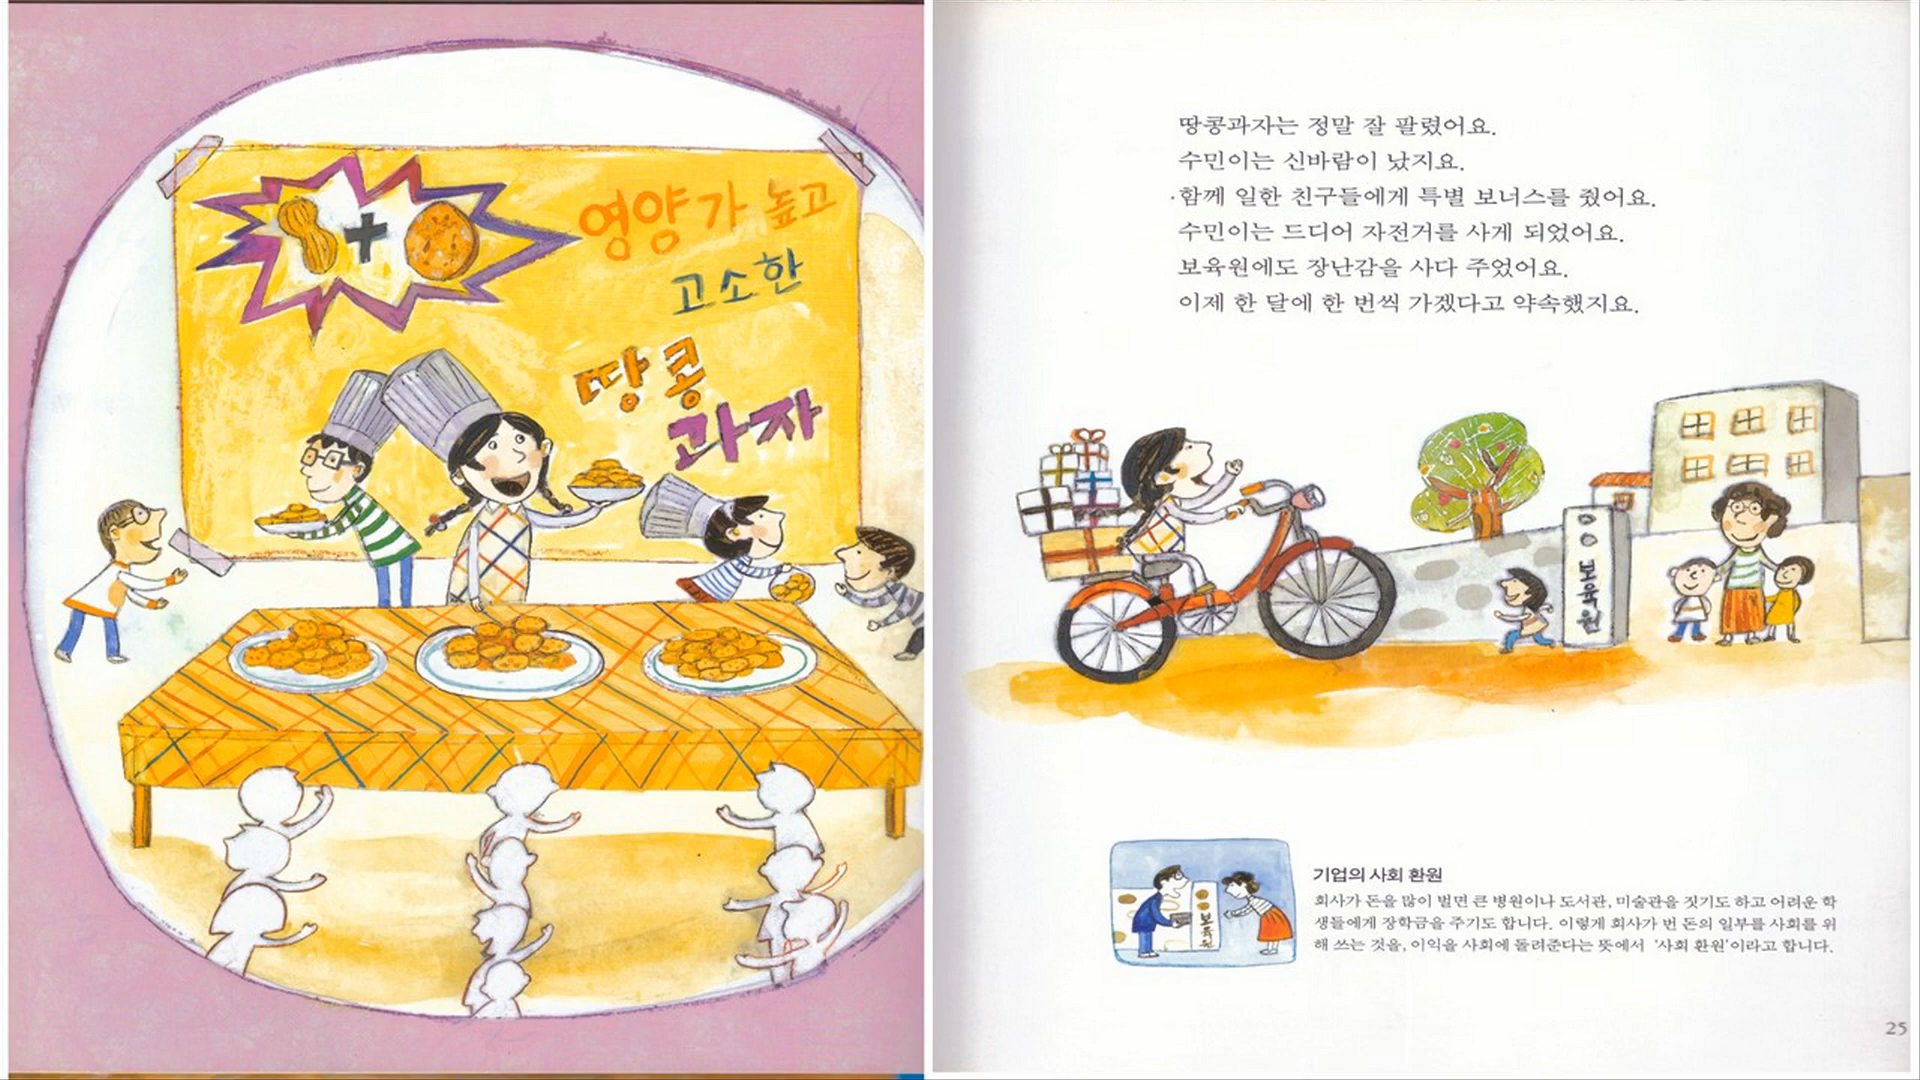 영양가 높고
고소한
땅콩
과자
땅콩과자는 정말 잘 팔렸어요.
수민이는 신바람이 났지요.
함께 일한 친구들에게 특별 보너스를 줬어요.
수민이는 드디어 자전거를 사게 되었어요.
보육원에도 장난감을 사다 주었어요.
이제 한 달에 한 번씩 가겠다고 약속했지요.
보육원
보육원
기업의 사회 환원
회사가 돈을 많이 벌면 큰 병원이나 도서관, 미술관을 짓기도 하고 어려운 학
생들에게 장학금을 주기도 합니다. 이렇게 회사가 번 돈의 일부를 사회를 위
해 쓰는 것을, 이익을 사회에 돌려준다는 뜻에서 '사회 환원'이라고 합니다.
25